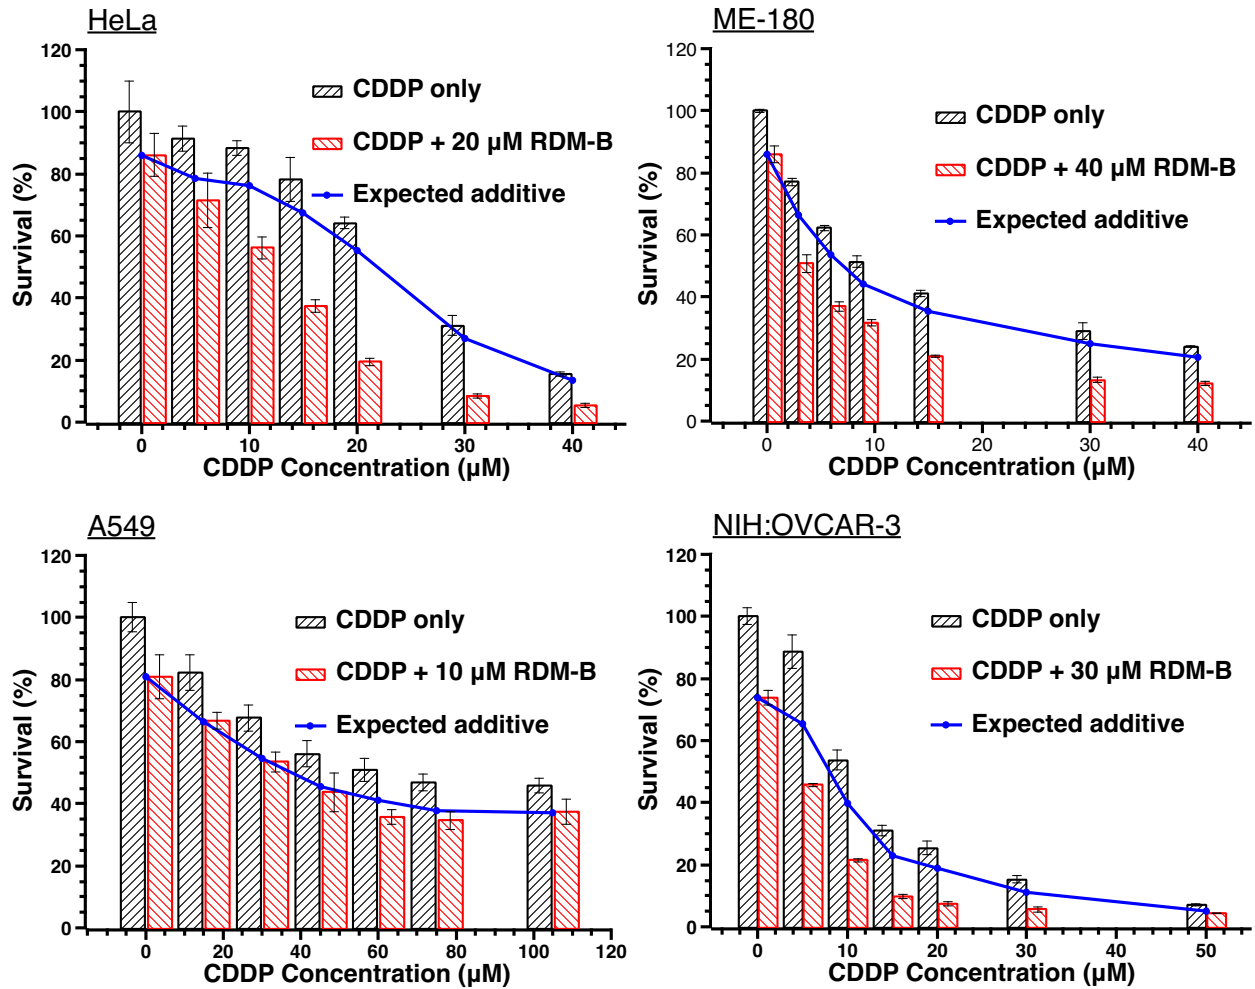 HeLa
120
100
80
60
40
20
0
Survival (%)
CDDP only
CDDP + 20 µM RDM-B
Expected additive
0 10 20 30 40
CDDP Concentration (µM)
ME-180
120
100
80
60
40
20
0
Survival (%)
CDDP only
CDDP + 40 µM RDM-B
Expected additive
0 10 20 30 40
CDDP Concentration (µM)
A549
120
100
80
60
40
20
0
Survival (%)
CDDP only
CDDP + 10 µM RDM-B
Expected additive
0 20 40 60 80 100 120
CDDP Concentration (µM)
NIH:OVCAR-3
120
100
80
60
40
20
0
Survival (%)
CDDP only
CDDP + 30 µM RDM-B
Expected additive
0 10 20 30 40 50
CDDP Concentration (µM)